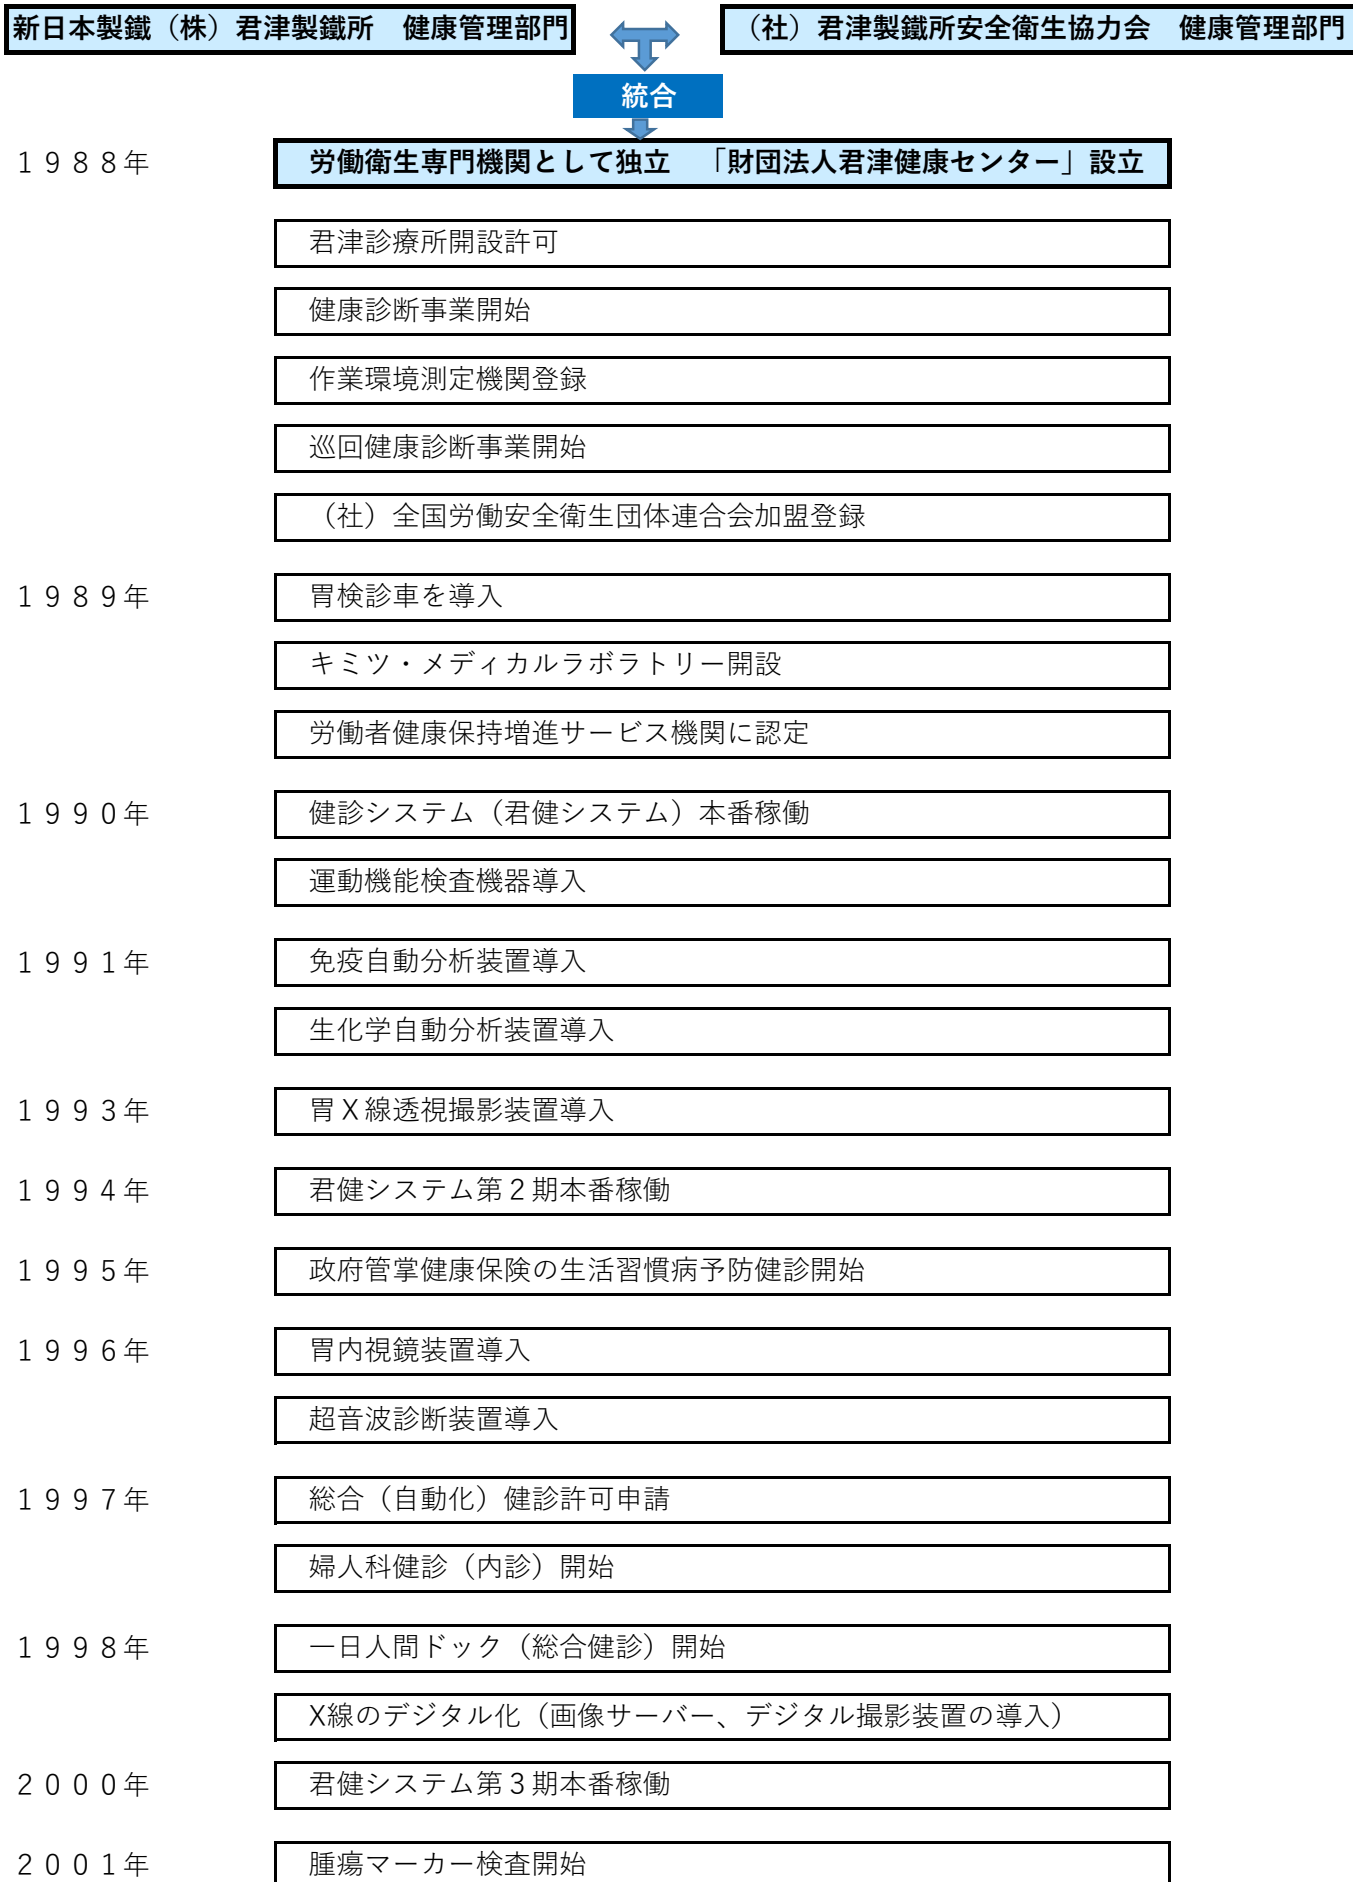 新日本製鐵（株）君津製鐵所　健康管理部門
（社）君津製鐵所安全衛生協力会　健康管理部門
統合
１９８８年
労働衛生専門機関として独立　「財団法人君津健康センター」設立
君津診療所開設許可
健康診断事業開始
作業環境測定機関登録
巡回健康診断事業開始
（社）全国労働安全衛生団体連合会加盟登録
１９８９年
胃検診車を導入
キミツ・メディカルラボラトリー開設
労働者健康保持増進サービス機関に認定
１９９０年
健診システム（君健システム）本番稼働
運動機能検査機器導入
１９９１年
免疫自動分析装置導入
生化学自動分析装置導入
１９９３年
胃Ｘ線透視撮影装置導入
１９９４年
君健システム第２期本番稼働
１９９５年
政府管掌健康保険の生活習慣病予防健診開始
１９９６年
胃内視鏡装置導入
超音波診断装置導入
１９９７年
総合（自動化）健診許可申請
婦人科健診（内診）開始
１９９８年
一日人間ドック（総合健診）開始
X線のデジタル化（画像サーバー、デジタル撮影装置の導入）
２０００年
君健システム第３期本番稼働
２００１年
腫瘍マーカー検査開始